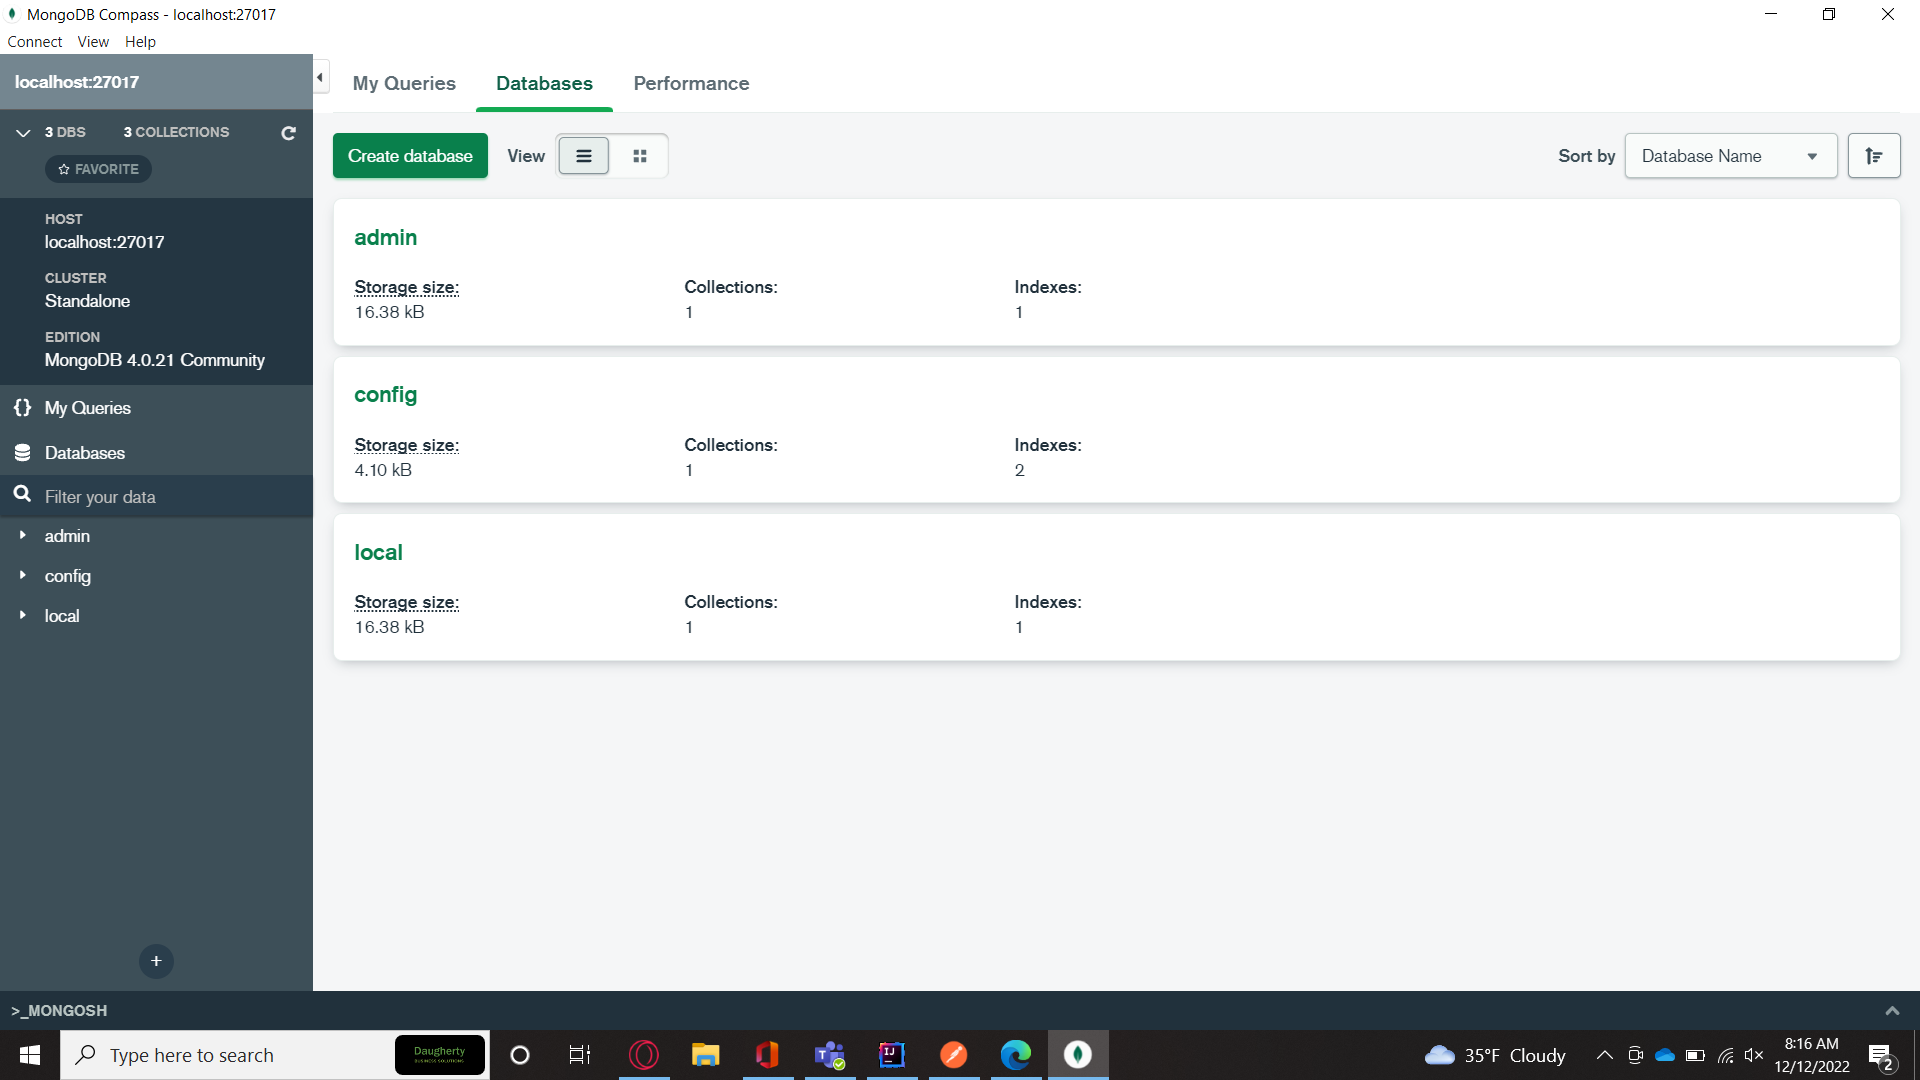 MongoDB Compass - localhost:27017
Connect View Help
localhost:27017
3 DBS 3 COLLECTIONS
FAVORITE
HOST
localhost:27017
CLUSTER
Standalone
EDITION
MongoDB 4.0.21 Community
{} My Queries
Databases
Filter your data
admin
config
local
+
My Queries Databases Performance
Create database View Sort by Database Name
admin
Storage size: Collections: Indexes:
16.38 kB 1 1
config
Storage size: Collections: Indexes:
4.10 kB 1 2
local
Storage size: Collections: Indexes:
16.38 kB 1 1
>_MONGOSH
Type here to search
Daugherty
BUSINESS SOLUTIONS
T
IJ
35°F Cloudy
8:16 AM
12/12/2022
2